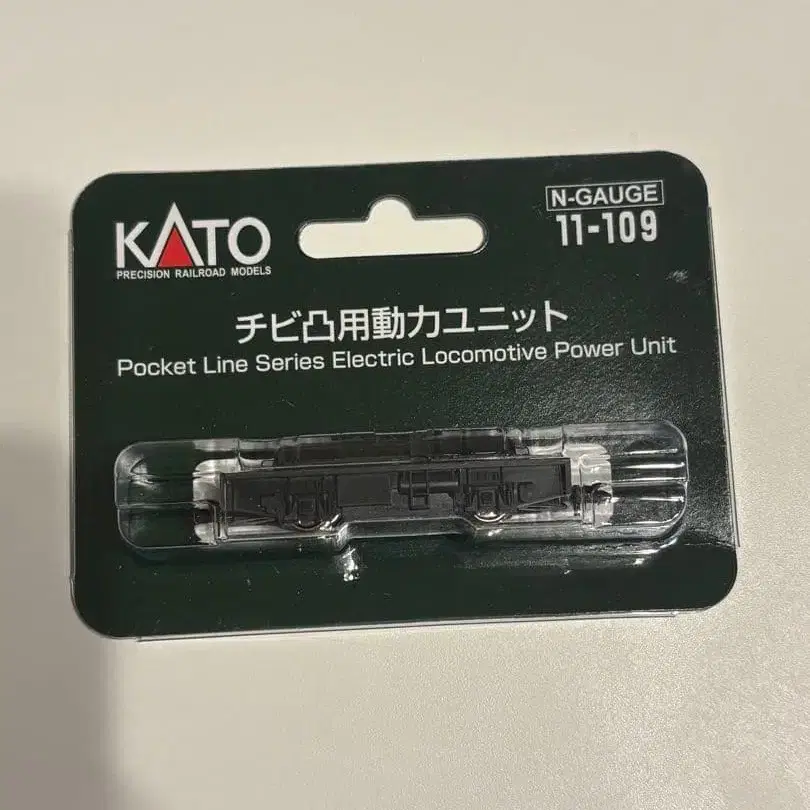 KATO
PRECISION RAILROAD MODELS
N-GAUGE
11-109
チビ凸用動力ユニット
Pocket Line Series Electric Locomotive Power Unit